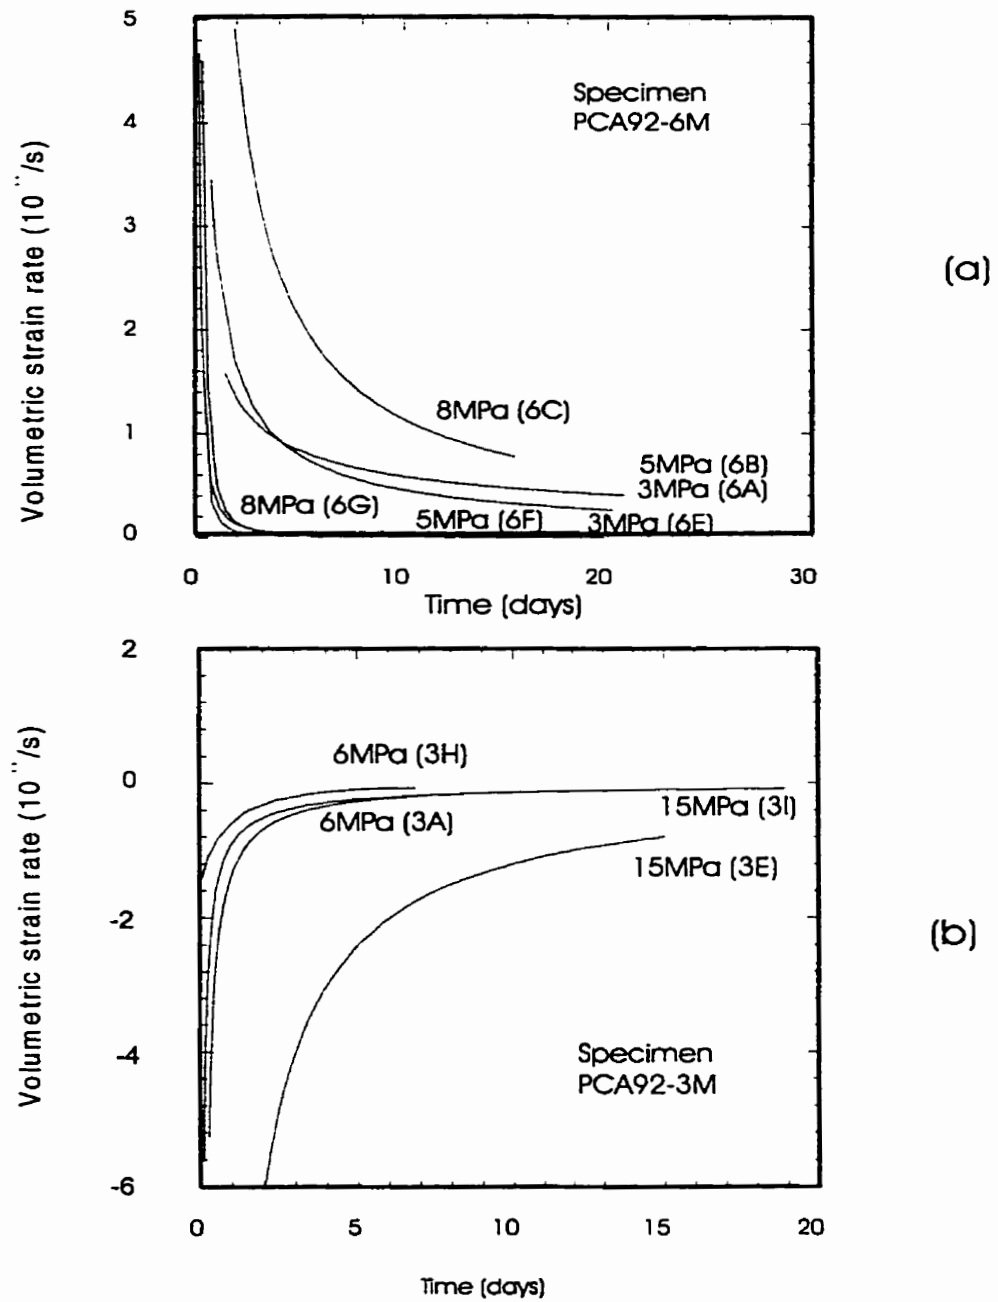 5
Specimen
PCA92-6M
4
3
2
1
0
Volumetric strain rate (10¨/s)
(a)
8MPa (6C)
5MPa (6B)
3MPa (6A)
8MPa (6G)
5MPa (6F)
3MPa (6E)
0 10 20 30
Time (days)
2
0
-2
-4
-6
Volumetric strain rate (10¨/s)
6MPa (3H)
15MPa (3I)
6MPa (3A)
15MPa (3E)
(b)
Specimen
PCA92-3M
0 5 10 15 20
Time (days)